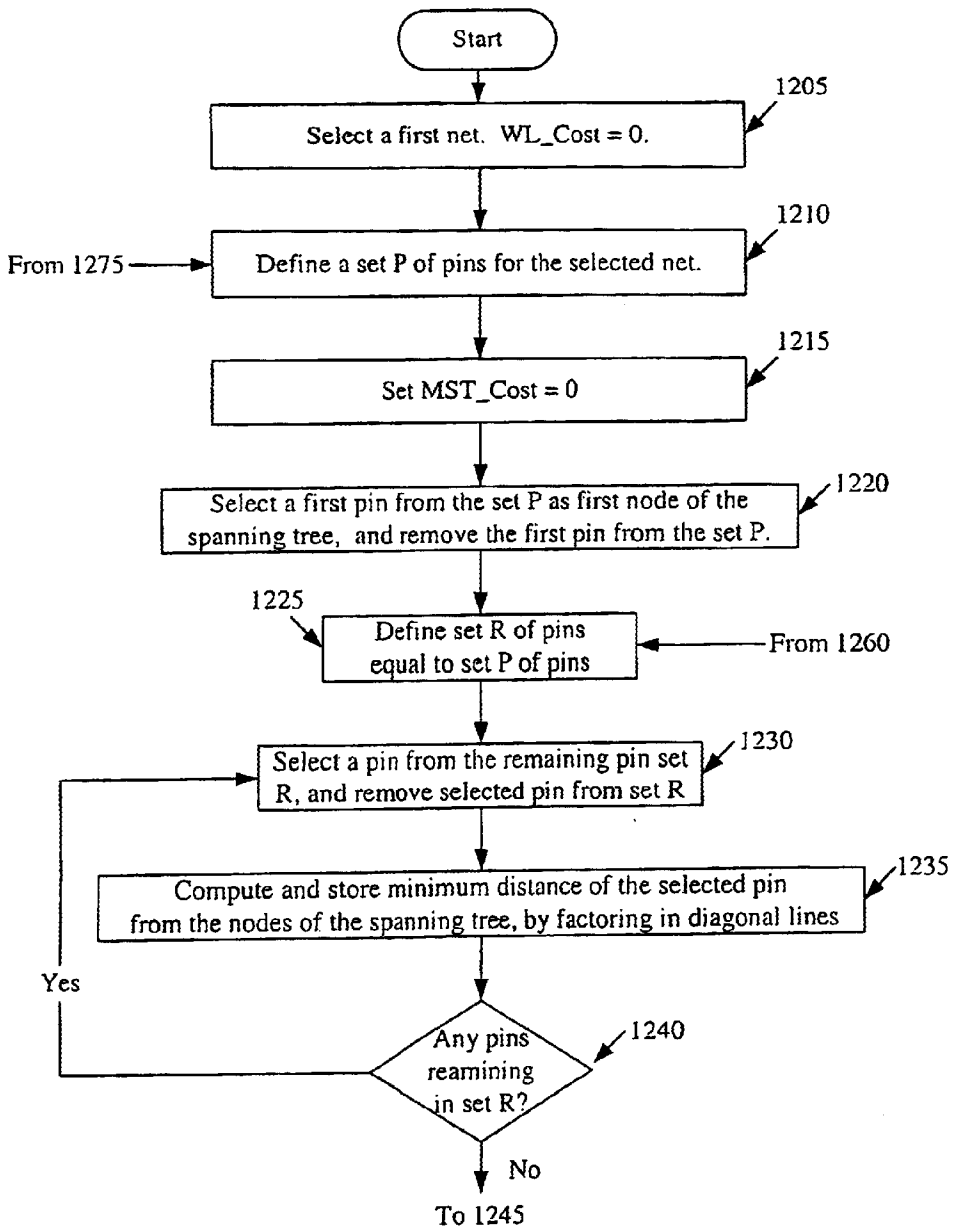 Start
1205
Select a first net. WL_Cost = 0.
1210
From 1275
Define a set P of pins for the selected net.
1215
Set MST_Cost = 0
1220
Select a first pin from the set P as first node of the
spanning tree, and remove the first pin from the set P.
1225
Define set R of pins
equal to set P of pins
From 1260
1230
Select a pin from the remaining pin set
R, and remove selected pin from set R
1235
Compute and store minimum distance of the selected pin
from the nodes of the spanning tree, by factoring in diagonal lines
Yes
1240
Any pins
reamining
in set R?
No
To 1245